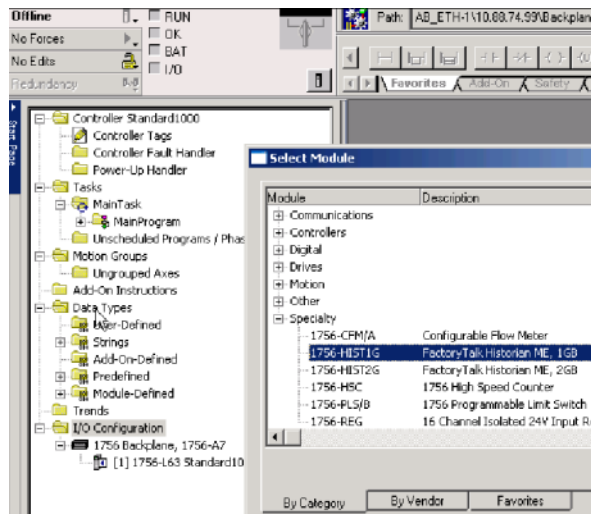 Offline
RUN
No Forces
OK
No Edits
BAT
I/O
Redundancy
Path: AB_ETH-1\10.88.74.99\Backplan
Favorites
Add-On
Safety
Start Page
Controller Standard1000
Controller Tags
Controller Fault Handler
Power-Up Handler
Tasks
MainTask
MainProgram
Unscheduled Programs / Phas
Motion Groups
Ungrouped Axes
Add-On Instructions
Data Types
User-Defined
Strings
Add-On-Defined
Predefined
Module-Defined
Trends
I/O Configuration
1756 Backplane, 1756-A7
[1] 1756-L63 Standard10
Select Module
Module Description
Communications
Controllers
Digital
Drives
Motion
Other
Specialty
1756-CFM/A Configurable Flow Meter
1756-HIST1G FactoryTalk Historian ME, 1GB
1756-HIST2G FactoryTalk Historian ME, 2GB
1756-HSC 1756 High Speed Counter
1756-PLS/B 1756 Programmable Limit Switch
1756-REG 16 Channel Isolated 24V Input R
By Category By Vendor Favorites